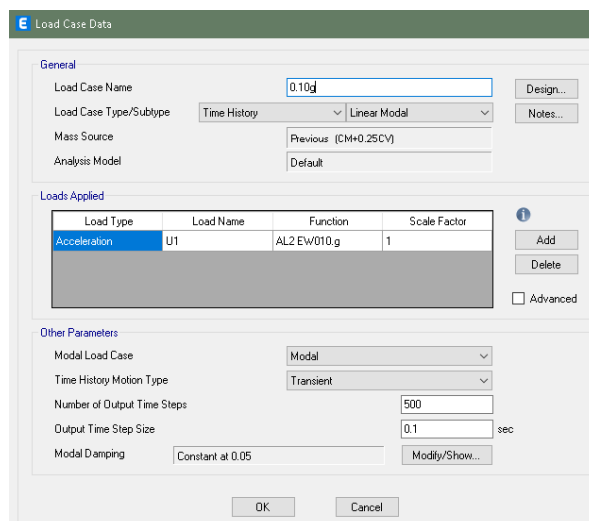 E Load Case Data
General
Load Case Name 0.10g Design...
Load Case Type/Subtype Time History Linear Modal Notes...
Mass Source Previous (CM+0.25CV)
Analysis Model Default
Loads Applied
Load Type Load Name Function Scale Factor
Acceleration U1 AL2 EW010.g 1 Add
Delete
Advanced
Other Parameters
Modal Load Case Modal
Time History Motion Type Transient
Number of Output Time Steps 500
Output Time Step Size 0.1 sec
Modal Damping Constant at 0.05 Modify/Show...
OK Cancel